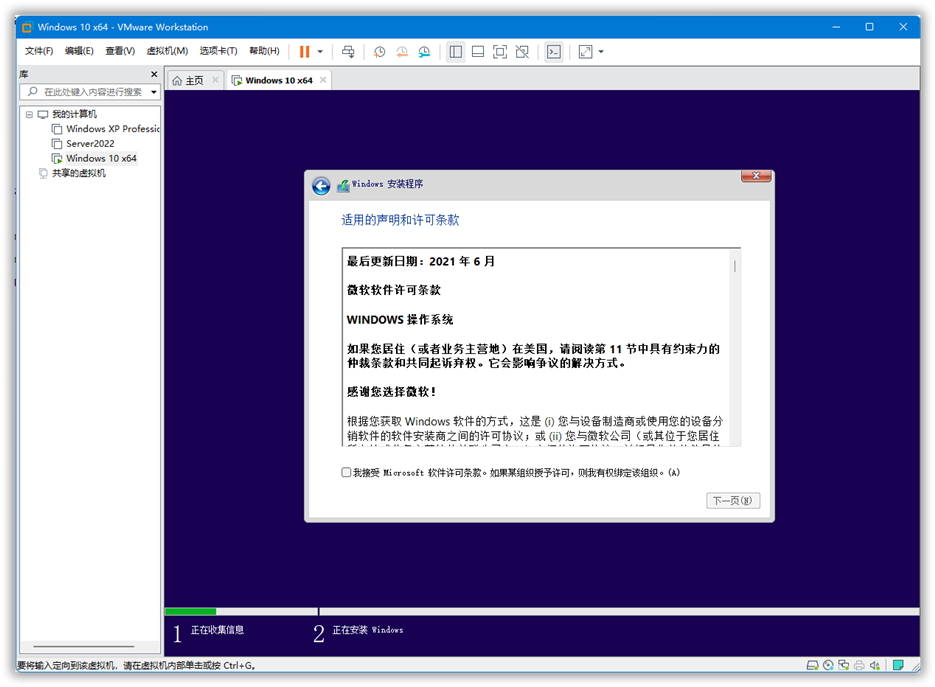 Windows 10 x64 - VMware Workstation
文件(F) 编辑(E) 查看(V) 虚拟机(M) 选项卡(T) 帮助(H)
库
在此处键入内容进行搜索
我的计算机
Windows XP Professic
Server2022
Windows 10 x64
共享的虚拟机
主页
Windows 10 x64
Windows 安装程序
适用的声明和许可条款
最后更新日期：2021 年 6 月
微软软件许可条款
WINDOWS 操作系统
如果您居住（或者业务主营地）在美国，请阅读第 11 节中具有约束力的
仲裁条款和共同起诉弃权。它会影响争议的解决方式。
感谢您选择微软！
根据您获取 Windows 软件的方式，这是 (i) 您与设备制造商或使用您的设备分
销软件的软件安装商之间的许可协议；或 (ii) 您与微软公司（或其位于您居住
我接受 Microsoft 软件许可条款。如果某组织授予许可，则我有权绑定该组织。(A)
下一页(N)
1 正在收集信息
2 正在安装 Windows
要将输入定向到该虚拟机，请在虚拟机内部单击或按 Ctrl+G。